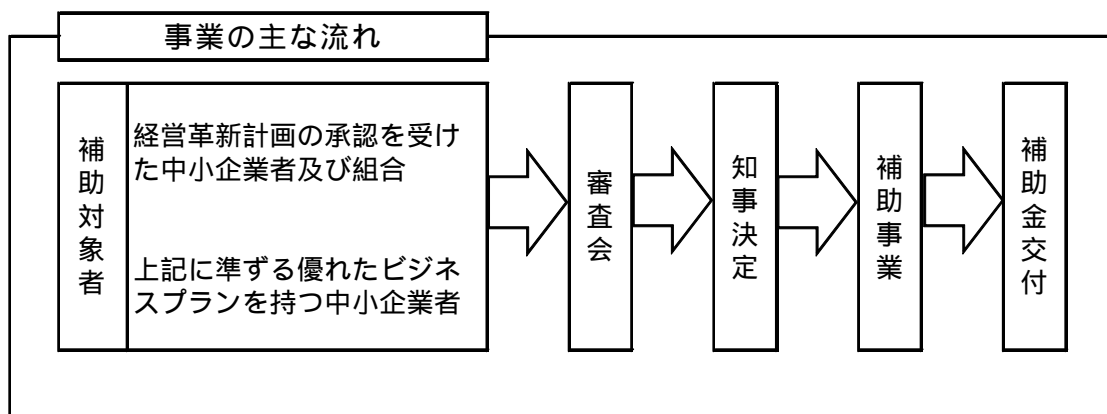 事業の主な流れ
補助対象者
経営革新計画の承認を受け
た中小企業者及び組合
上記に準ずる優れたビジネ
スプランを持つ中小企業者
審査会
知事決定
補助事業
補助金交付